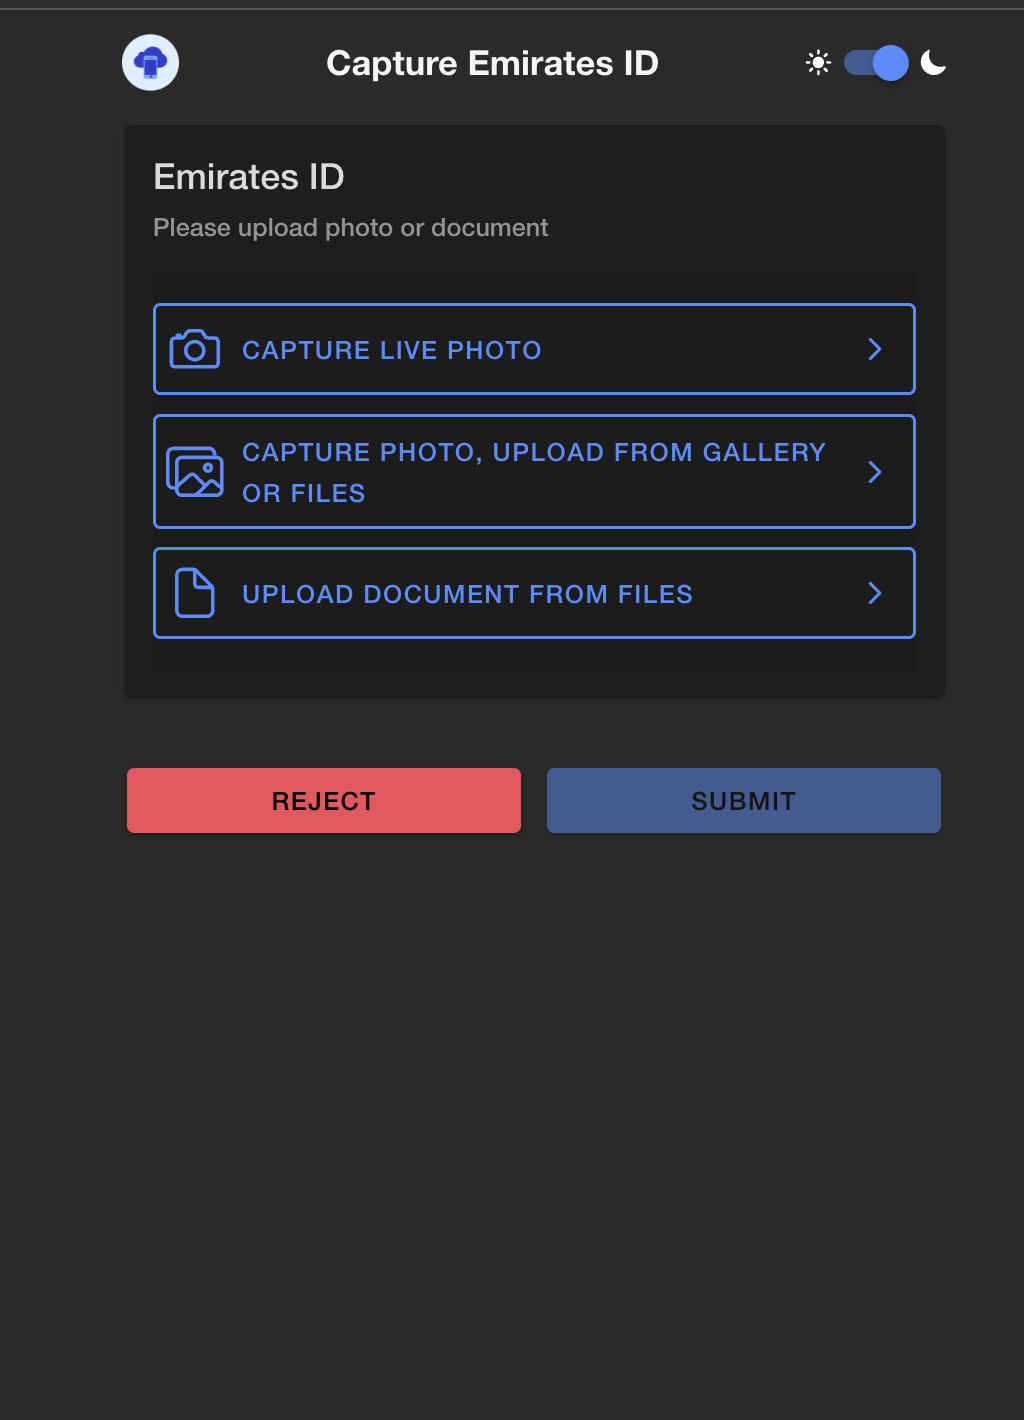 Capture Emirates ID
Emirates ID
Please upload photo or document
CAPTURE LIVE PHOTO
CAPTURE PHOTO, UPLOAD FROM GALLERY
OR FILES
UPLOAD DOCUMENT FROM FILES
REJECT
SUBMIT